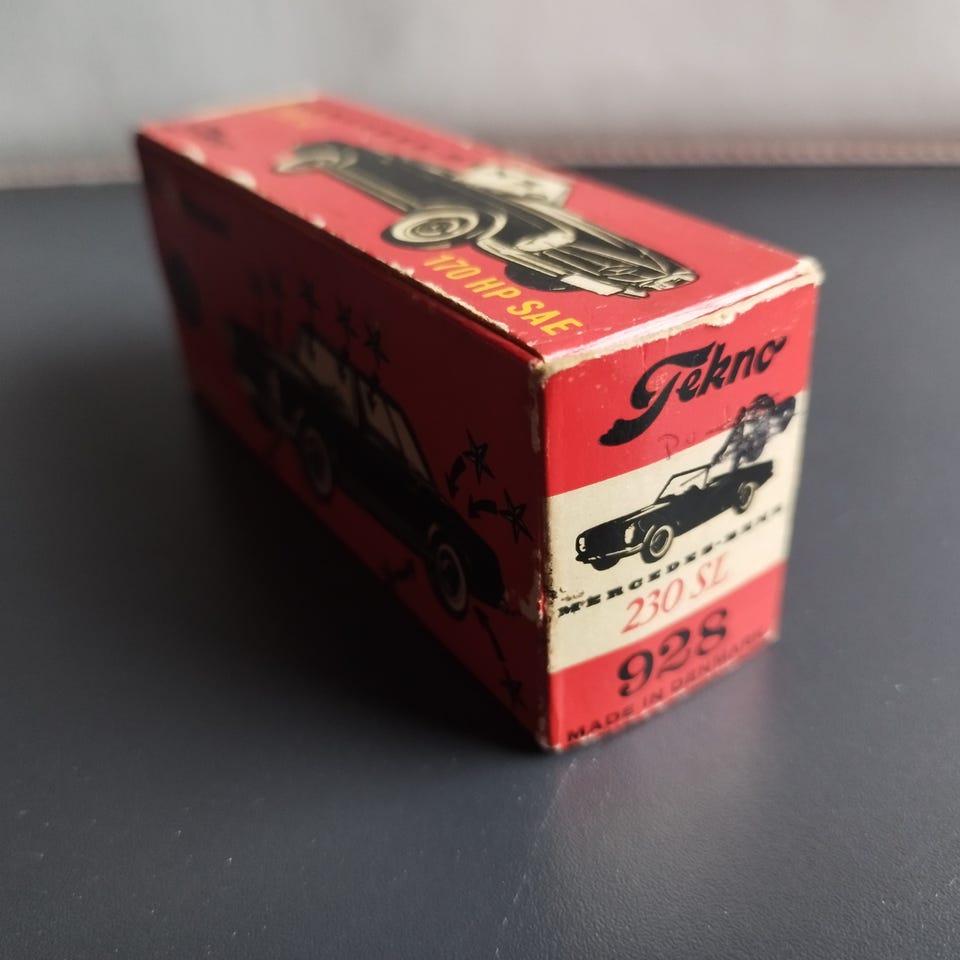 170 HP SAE
Tekno
MERCEDES-BENZ
230 SL
928
MADE IN DENMARK